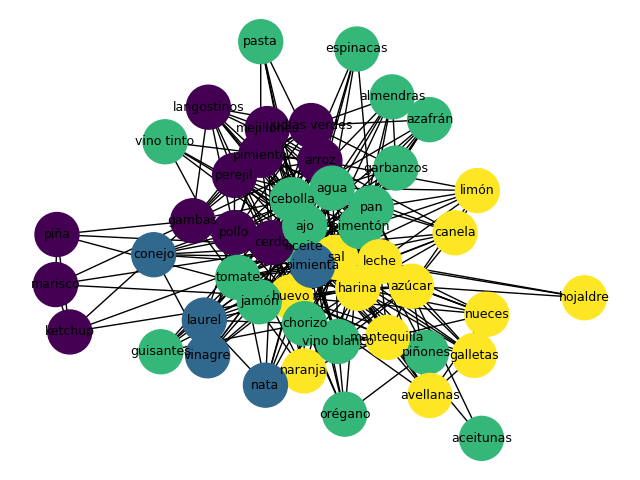 pasta
espinacas
almendras
langostinos
azafrán
mejillones
judías verdes
vino tinto
pimiento
arroz
garbanzos
perejil
agua
limón
cebolla
pan
gambas
ajo
pimentón
canela
pollo
piña
cerdo
aceite
conejo
sal
leche
pimienta
tomate
marisco
azúcar
harina
huevo
hojaldre
jamón
nueces
laurel
chorizo
ketchup
mantequilla
vino blanco
guisantes
piñones
vinagre
galletas
naranja
nata
avellanas
orégano
aceitunas